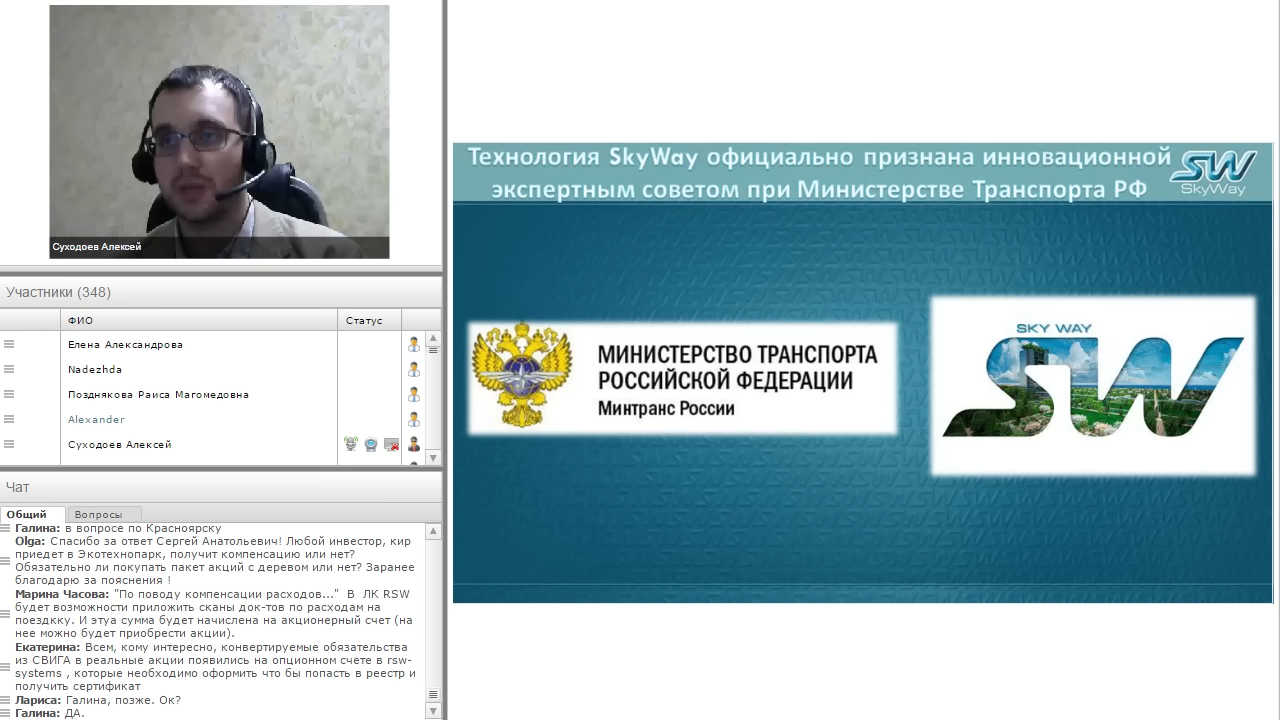 Суходоев Алексей
Участники (348)
ФИО Статус
Елена Александрова
Nadezhda
Позднякова Раиса Магомедовна
Alexander
Суходоев Алексей
Чат
Общий Вопросы
Галина: в вопросе по Красноярску
Olga: Спасибо за ответ Сергей Анатольевич! Любой инвестор, кир
приедет в Экотехнопарк, получит компенсацию или нет?
Обязательно ли покупать пакет акций с деревом или нет? Заранее
благодарю за пояснения !
Марина Часова: "По поводу компенсации расходов..." В ЛК RSW
будет возможности приложить сканы док-тов по расходам на
поездкку. И этуа сумма будет начислена на акционерный счет (на
нее можно будет приобрести акции).
Екатерина: Всем, кому интересно, конвертируемые обязательства
из СВИГА в реальные акции появились на опционном счете в rsw-
systems , которые необходимо оформить что бы попасть в реестр и
получить сертификат
Лариса: Галина, позже. Ок?
Галина: ДА.
Технология SkyWay официально признана инновационной
экспертным советом при Министерстве Транспорта РФ
SW
SkyWay
МИНИСТЕРСТВО ТРАНСПОРТА
РОССИЙСКОЙ ФЕДЕРАЦИИ
Минтранс России
SKY WAY
SW